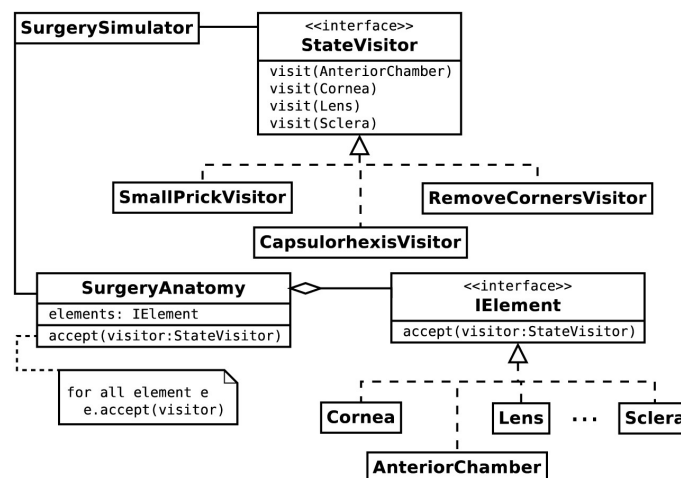 SurgerySimulator
<<interface>>
StateVisitor
visit(AnteriorChamber)
visit(Cornea)
visit(Lens)
visit(Sclera)
SmallPrickVisitor
RemoveCornersVisitor
CapsulorhexisVisitor
SurgeryAnatomy
elements: IElement
accept(visitor:StateVisitor)
<<interface>>
IElement
accept(visitor:StateVisitor)
for all element e
e.accept(visitor)
Cornea
Lens
...
Sclera
AnteriorChamber